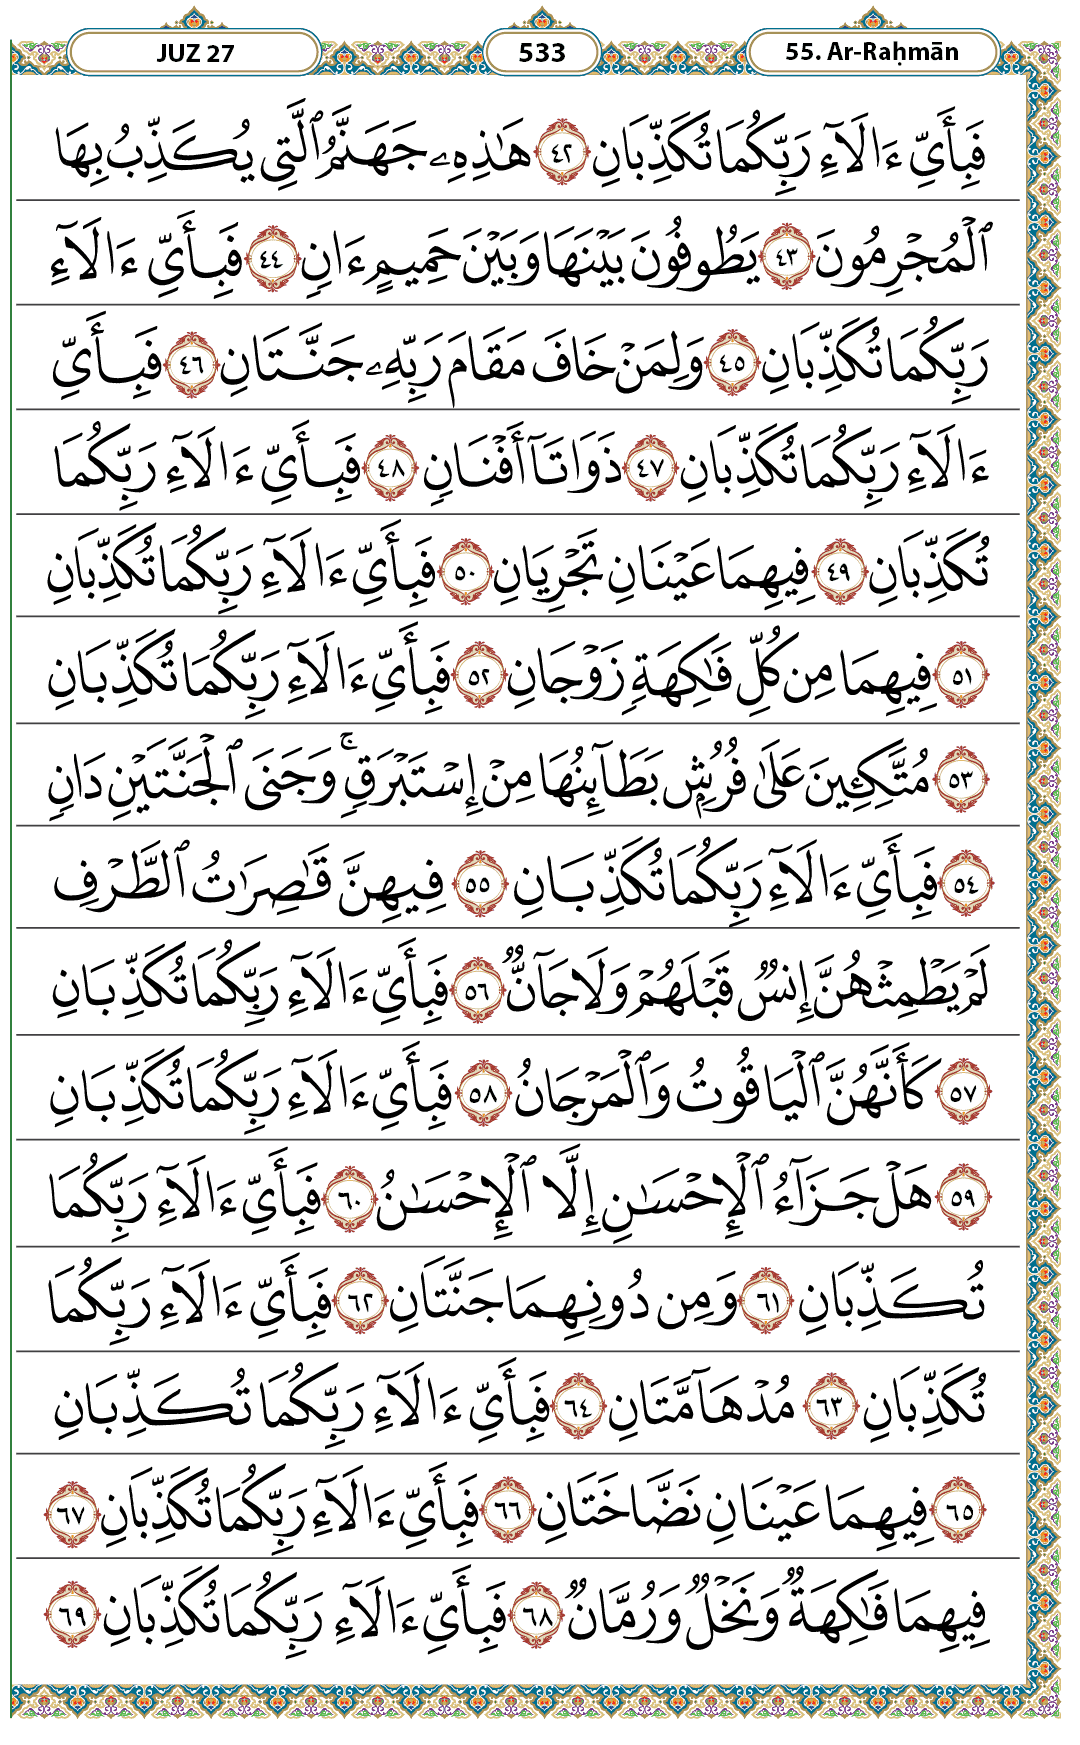 JUZ 27 533 55. Ar-Raḥmān
فَبِأَيِّ ءَالَآءِ رَبِّكُمَا تُكَذِّبَانِ ٤٢ هَٰذِهِۦ جَهَنَّمُ ٱلَّتِي يُكَذِّبُ بِهَا
ٱلْمُجْرِمُونَ ٤٣ يَطُوفُونَ بَيْنَهَا وَبَيْنَ حَمِيمٍ ءَانٍ ٤٤ فَبِأَيِّ ءَالَآءِ
رَبِّكُمَا تُكَذِّبَانِ ٤٥ وَلِمَنْ خَافَ مَقَامَ رَبِّهِۦ جَنَّتَانِ ٤٦ فَبِأَيِّ
ءَالَآءِ رَبِّكُمَا تُكَذِّبَانِ ٤٧ ذَوَاتَآ أَفْنَانٍ ٤٨ فَبِأَيِّ ءَالَآءِ رَبِّكُمَا
تُكَذِّبَانِ ٤٩ فِيهِمَا عَيْنَانِ تَجْرِيَانِ ٥٠ فَبِأَيِّ ءَالَآءِ رَبِّكُمَا تُكَذِّبَانِ
٥١ فِيهِمَا مِن كُلِّ فَٰكِهَةٍ زَوْجَانِ ٥٢ فَبِأَيِّ ءَالَآءِ رَبِّكُمَا تُكَذِّبَانِ
٥٣ مُتَّكِـِٔينَ عَلَىٰ فُرُشٍۭ بَطَآئِنُهَا مِنْ إِسْتَبْرَقٍ ۚ وَجَنَى ٱلْجَنَّتَيْنِ دَانٍ
٥٤ فَبِأَيِّ ءَالَآءِ رَبِّكُمَا تُكَذِّبَانِ ٥٥ فِيهِنَّ قَٰصِرَٰتُ ٱلطَّرْفِ
لَمْ يَطْمِثْهُنَّ إِنسٌ قَبْلَهُمْ وَلَا جَآنٌّ ٥٦ فَبِأَيِّ ءَالَآءِ رَبِّكُمَا تُكَذِّبَانِ
٥٧ كَأَنَّهُنَّ ٱلْيَاقُوتُ وَٱلْمَرْجَانُ ٥٨ فَبِأَيِّ ءَالَآءِ رَبِّكُمَا تُكَذِّبَانِ
٥٩ هَلْ جَزَآءُ ٱلْإِحْسَٰنِ إِلَّا ٱلْإِحْسَٰنُ ٦٠ فَبِأَيِّ ءَالَآءِ رَبِّكُمَا
تُكَذِّبَانِ ٦١ وَمِن دُونِهِمَا جَنَّتَانِ ٦٢ فَبِأَيِّ ءَالَآءِ رَبِّكُمَا
تُكَذِّبَانِ ٦٣ مُدْهَآمَّتَانِ ٦٤ فَبِأَيِّ ءَالَآءِ رَبِّكُمَا تُكَذِّبَانِ
٦٥ فِيهِمَا عَيْنَانِ نَضَّاخَتَانِ ٦٦ فَبِأَيِّ ءَالَآءِ رَبِّكُمَا تُكَذِّبَانِ ٦٧
فِيهِمَا فَٰكِهَةٌ وَنَخْلٌ وَرُمَّانٌ ٦٨ فَبِأَيِّ ءَالَآءِ رَبِّكُمَا تُكَذِّبَانِ ٦٩